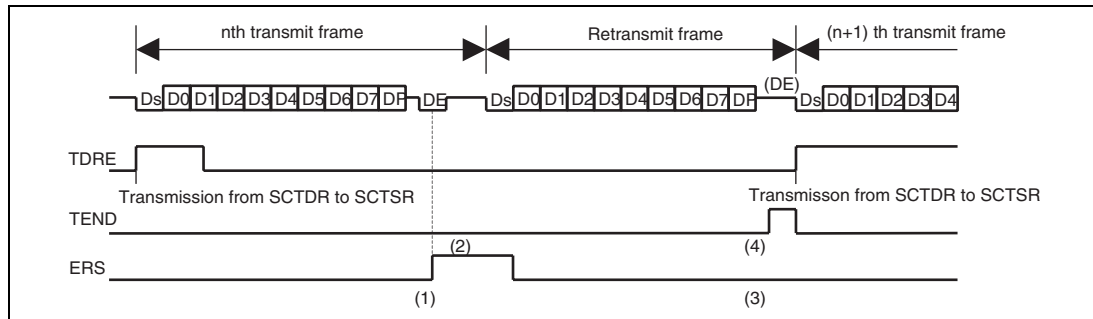 nth transmit frame Retransmit frame (n+1) th transmit frame
(DE)
Ds D0 D1 D2 D3 D4 D5 D6 D7 DP DE Ds D0 D1 D2 D3 D4 D5 D6 D7 DP Ds D0 D1 D2 D3 D4
TDRE
Transmission from SCTDR to SCTSR Transmisson from SCTDR to SCTSR
TEND
(2) (4)
ERS
(1) (3)